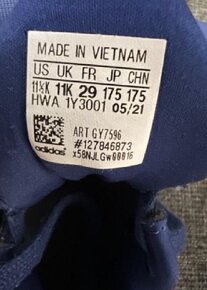 MADE IN VIETNAM
US UK FR JP CHN
11½K 11K 29 175 175
HWA 1Y3001 05/21
ART GY7596
#127846873
x58NJLGw00816
adidas